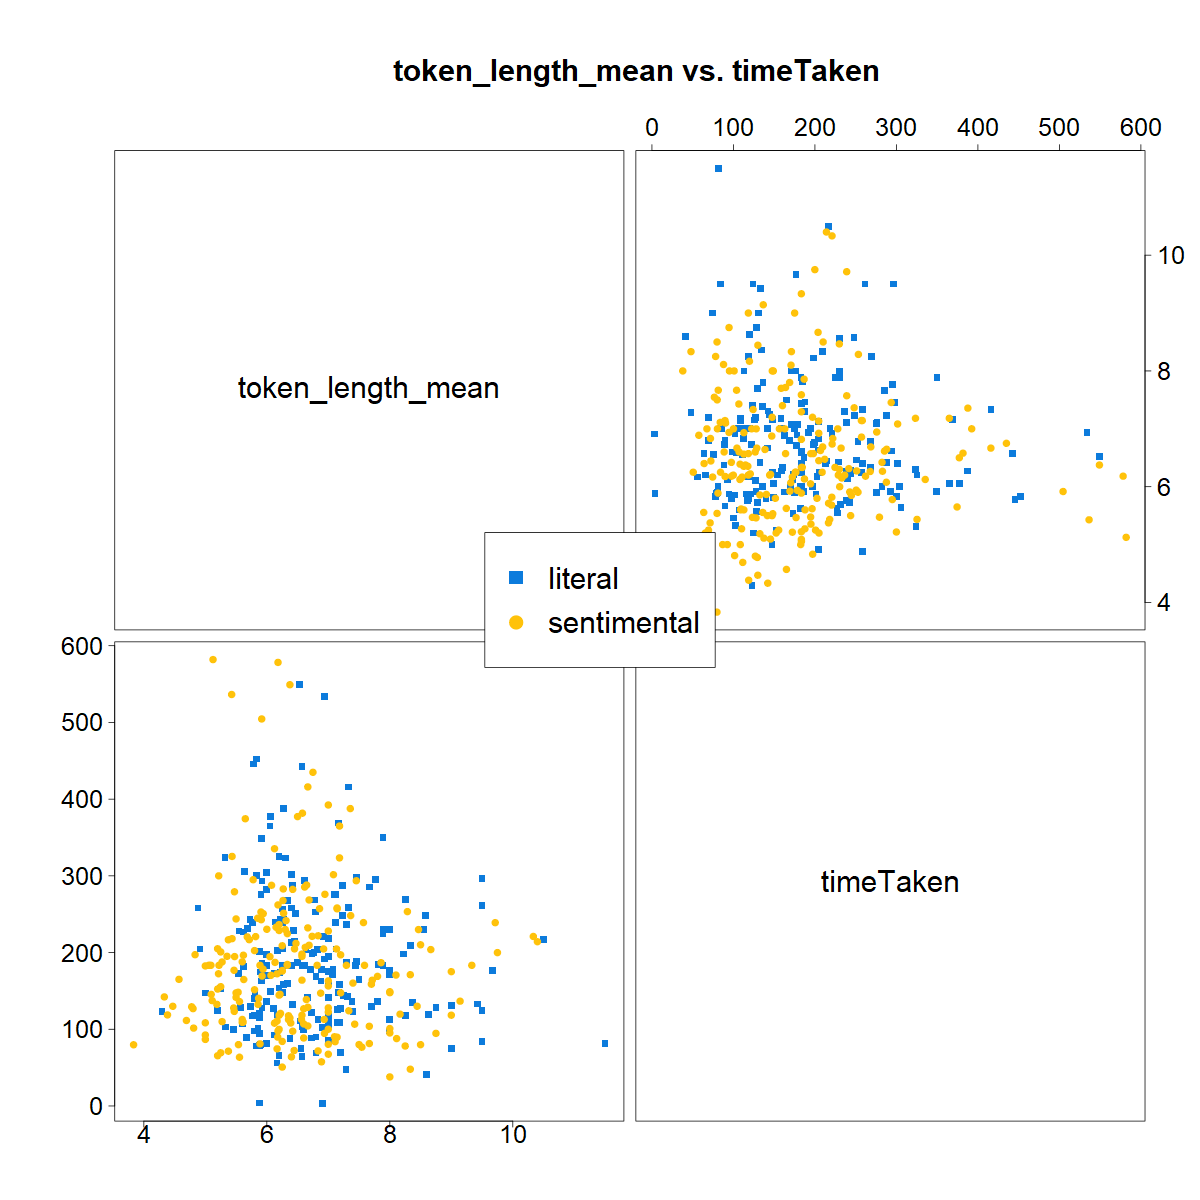 token_length_mean vs. timeTaken
0 100 200 300 400 500 600
token_length_mean
10
8
6
4
literal
sentimental
600
500
400
300
200
100
0
timeTaken
4 6 8 10